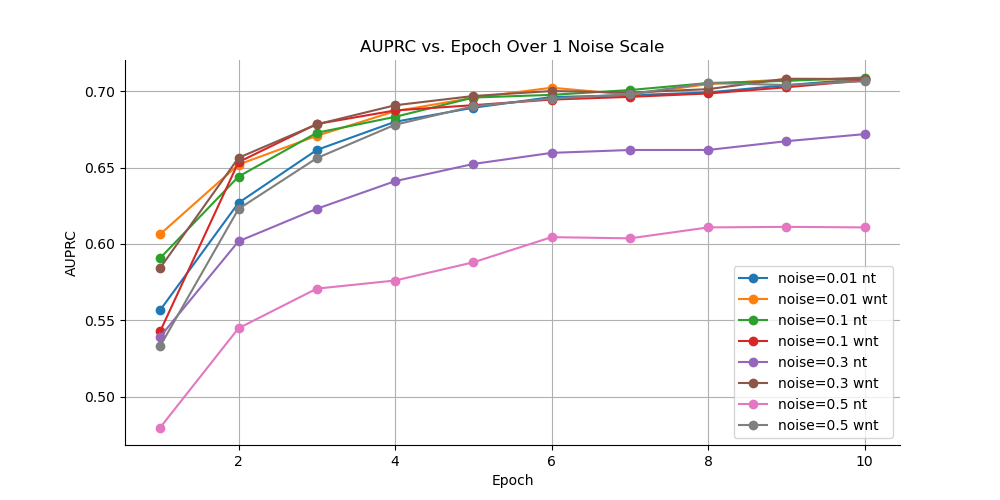 AUPRC vs. Epoch Over 1 Noise Scale
AUPRC
0.70
0.65
0.60
0.55
0.50
2
4
6
8
10
Epoch
noise=0.01 nt
noise=0.01 wnt
noise=0.1 nt
noise=0.1 wnt
noise=0.3 nt
noise=0.3 wnt
noise=0.5 nt
noise=0.5 wnt